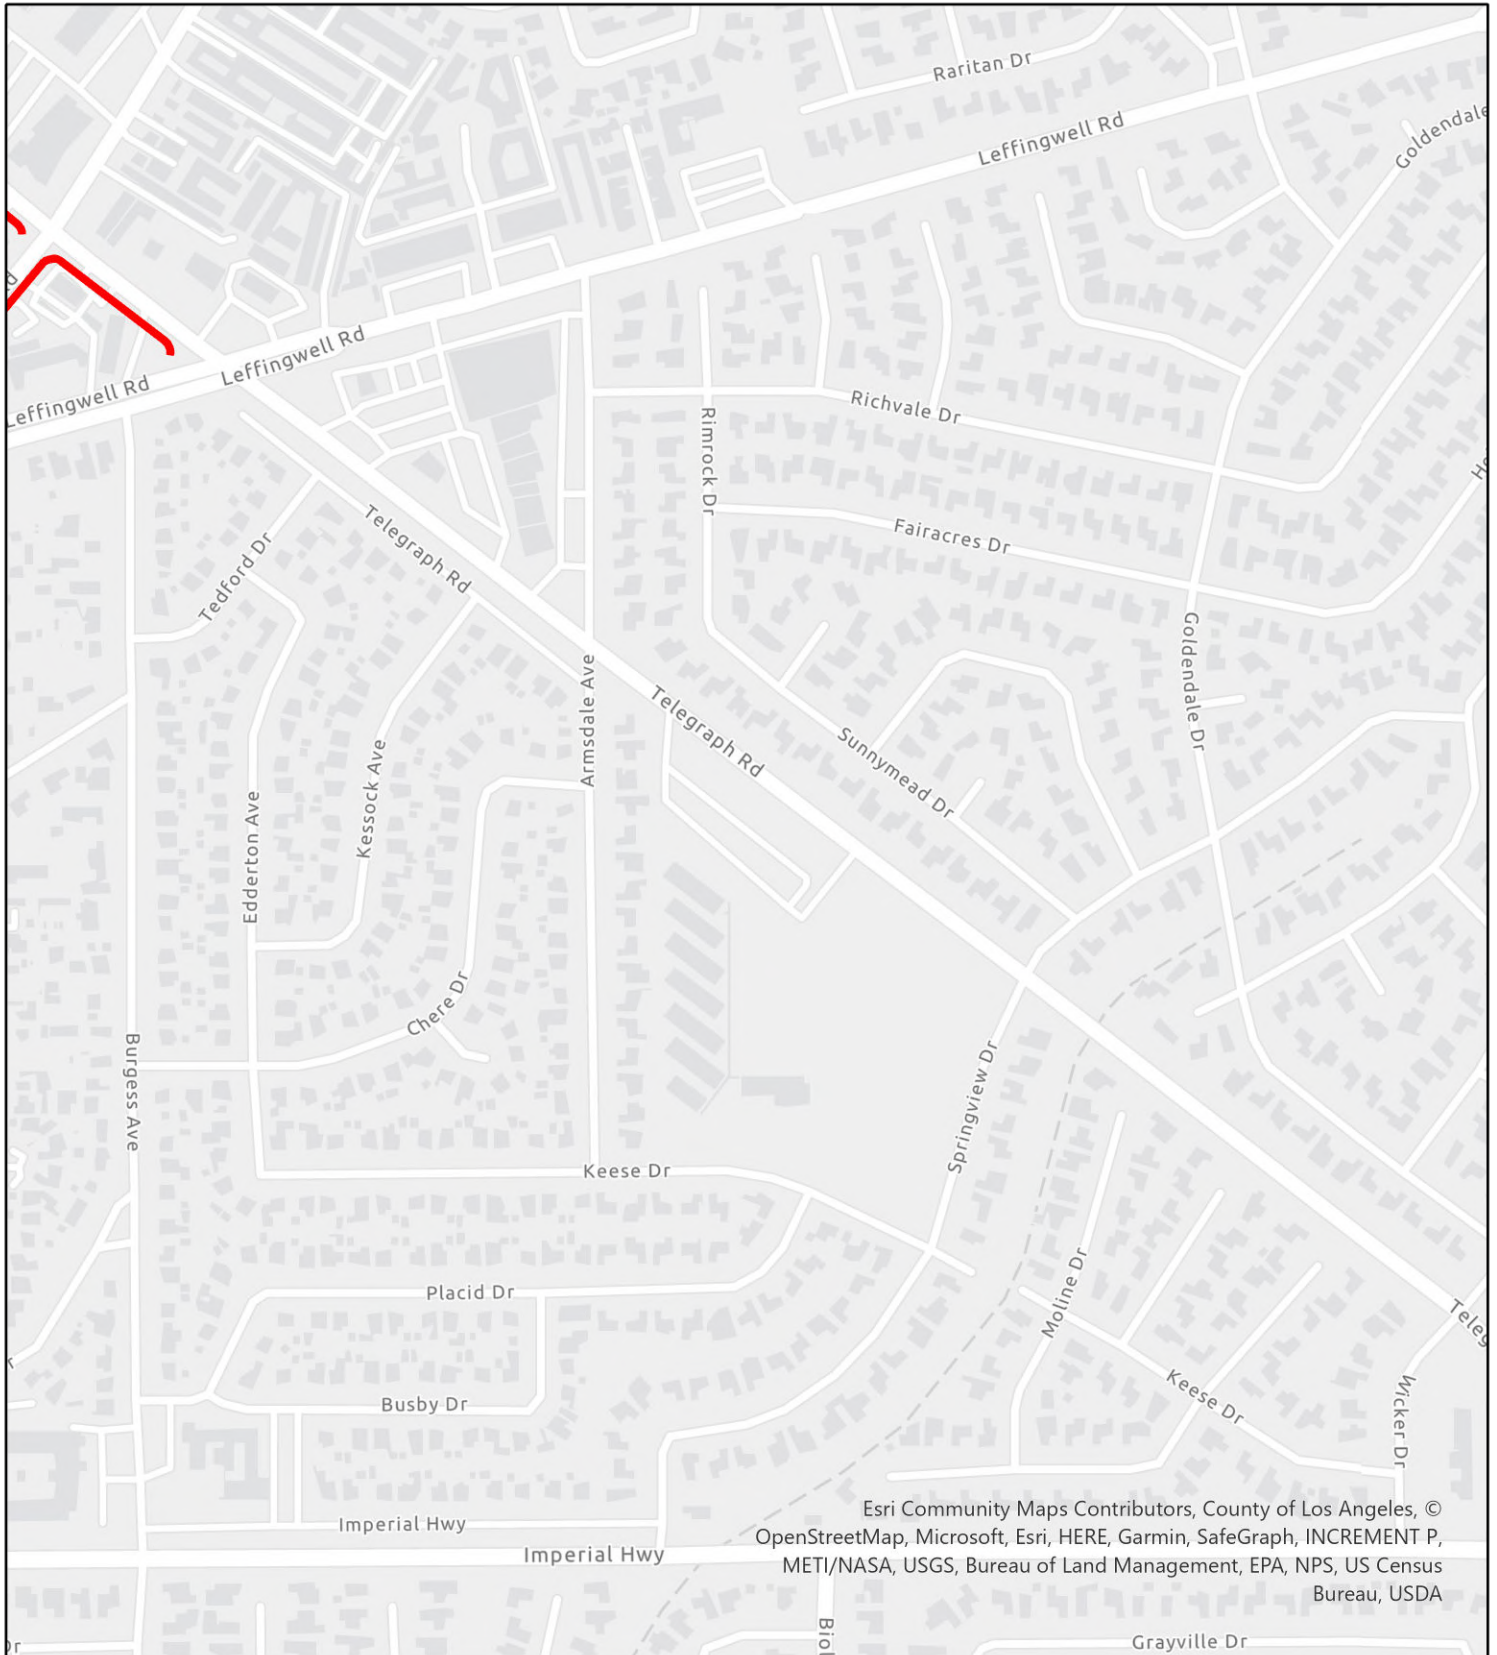 Raritan Dr
Leffingwell Rd
Goldendale
Leffingwell Rd
Leffingwell Rd
Richvale Dr
Rimrock Dr
Fairacres Dr
Telegraph Rd
Tedford Dr
Goldendale Dr
Armsdale Ave
Telegraph Rd
Sunnymead Dr
Kessock Ave
Edderton Ave
Chere Dr
Burgess Ave
Springview Dr
Keese Dr
Placid Dr
Moline Dr
Teleg
Busby Dr
Keese Dr
Wicker Dr
Imperial Hwy
Imperial Hwy
Esri Community Maps Contributors, County of Los Angeles, ©
OpenStreetMap, Microsoft, Esri, HERE, Garmin, SafeGraph, INCREMENT P,
METI/NASA, USGS, Bureau of Land Management, EPA, NPS, US Census
Bureau, USDA
Biol
Grayville Dr